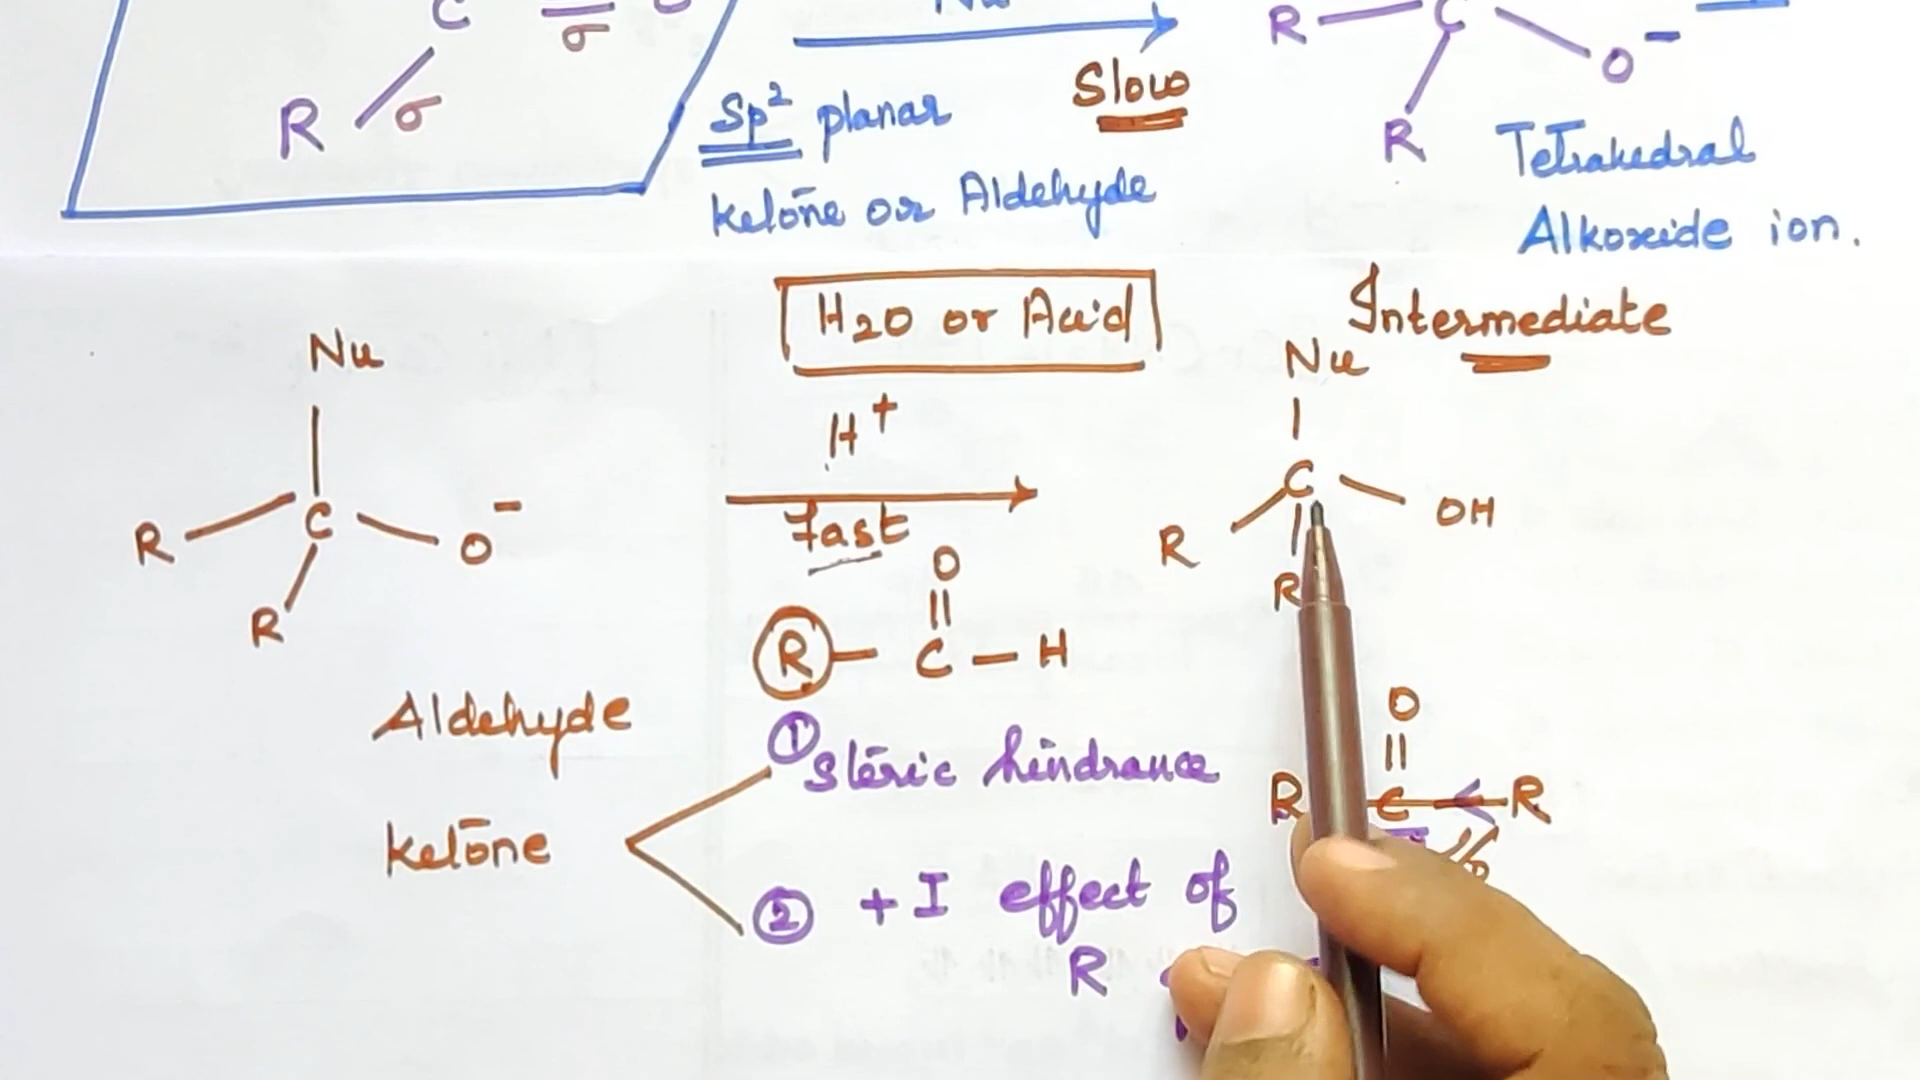 C σ
R σ
Slow
Sp² planar
Ketone or Aldehyde
R C O⁻
R
Tetrahedral
Alkoxide ion.
Intermediate
H₂O or Acid
H⁺
Fast
Nu
R C O⁻
R
Nu
R C OH
R
O
R - C - H
Aldehyde
Ketone
① Steric hindrance
② + I effect of
R
O
R C R